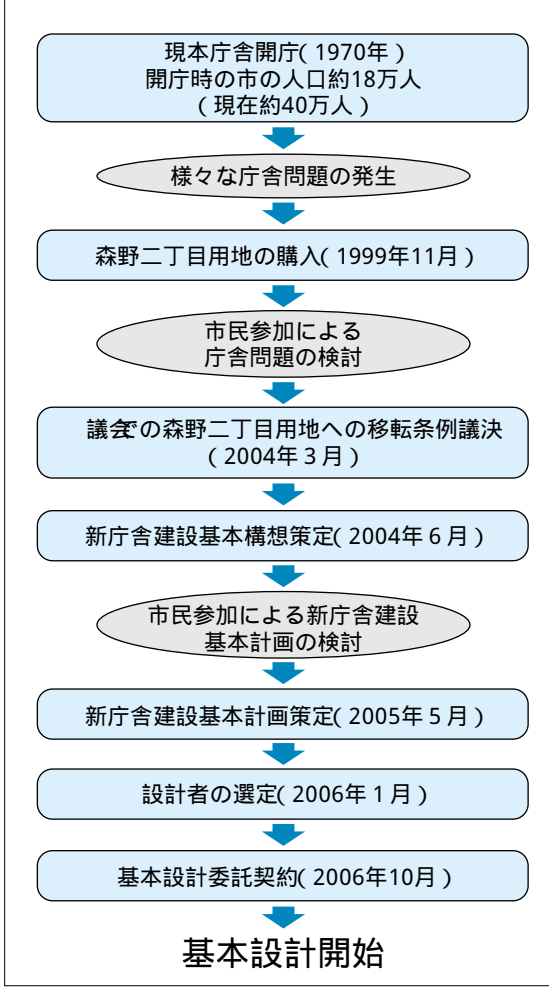 現本庁舎開庁(1970年)
開庁時の市の人口約18万人
(現在約40万人)
様々な庁舎問題の発生
森野二丁目用地の購入(1999年11月)
市民参加による
庁舎問題の検討
議会での森野二丁目用地への移転条例議決
(2004年3月)
新庁舎建設基本構想策定(2004年6月)
市民参加による新庁舎建設
基本計画の検討
新庁舎建設基本計画策定(2005年5月)
設計者の選定(2006年1月)
基本設計委託契約(2006年10月)
基本設計開始